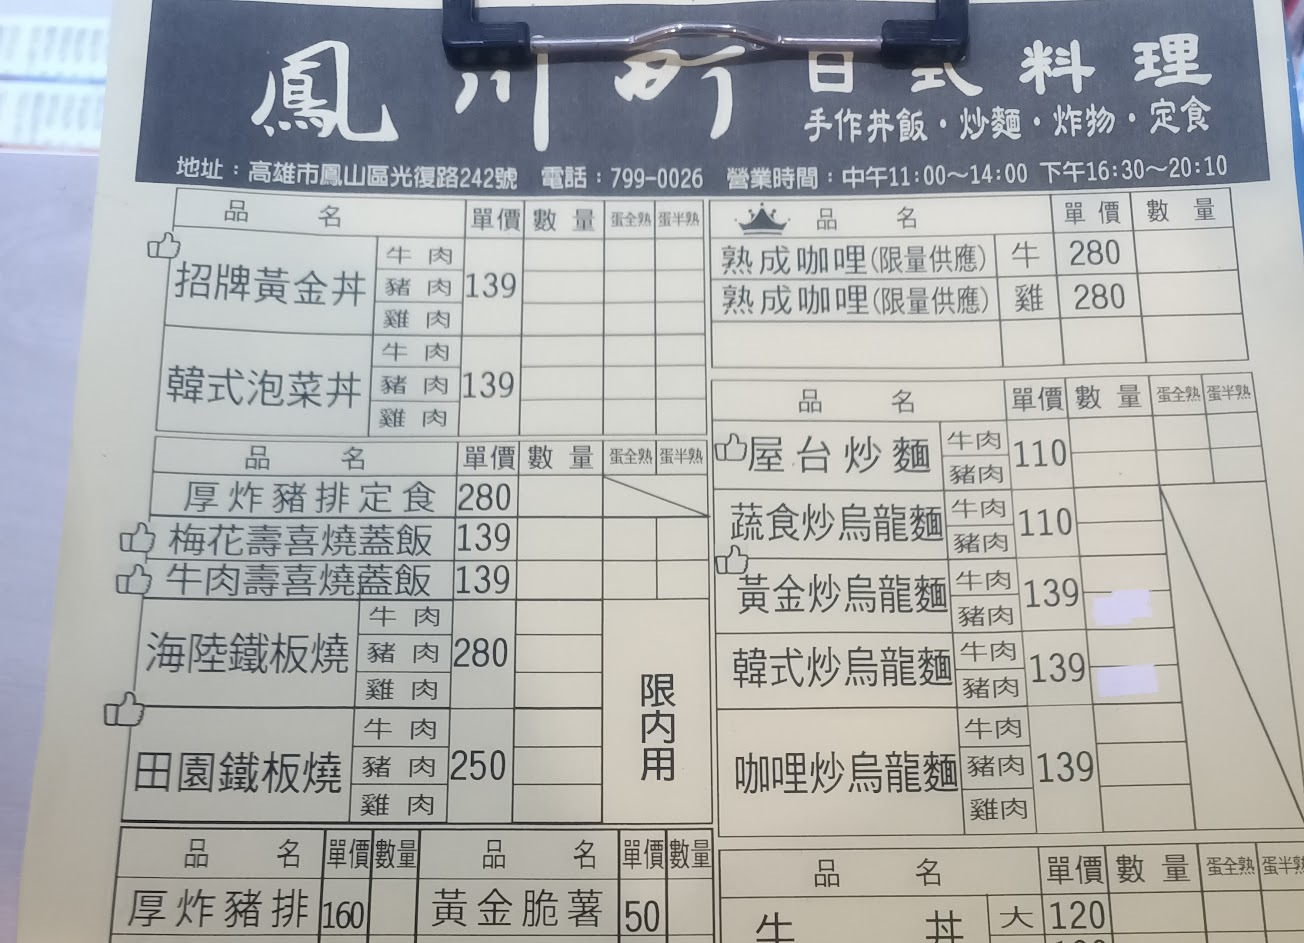 鳳川町 日式料理
手作丼飯・炒麵・炸物・定食
地址：高雄市鳳山區光復路242號 電話：799-0026 營業時間：中午11:00～14:00 下午16:30～20:10
品名 單價 數量 蛋全熟 蛋半熟
招牌黃金丼 牛肉 豬肉 雞肉 139
韓式泡菜丼 牛肉 豬肉 雞肉 139
品名 單價 數量 蛋全熟 蛋半熟
厚炸豬排定食 280
梅花壽喜燒蓋飯 139
牛肉壽喜燒蓋飯 139
海陸鐵板燒 牛肉 豬肉 雞肉 280
田園鐵板燒 牛肉 豬肉 雞肉 250
限內用
品名 單價 數量 品名 單價 數量
厚炸豬排 160 黃金脆薯 50
品名 單價 數量
熟成咖哩(限量供應) 牛 280
熟成咖哩(限量供應) 雞 280
品名 單價 數量 蛋全熟 蛋半熟
屋台炒麵 牛肉 豬肉 110
蔬食炒烏龍麵 牛肉 豬肉 110
黃金炒烏龍麵 牛肉 豬肉 139
韓式炒烏龍麵 牛肉 豬肉 139
咖哩炒烏龍麵 牛肉 豬肉 雞肉 139
品名 單價 數量 蛋全熟 蛋半熟
牛丼 大 120